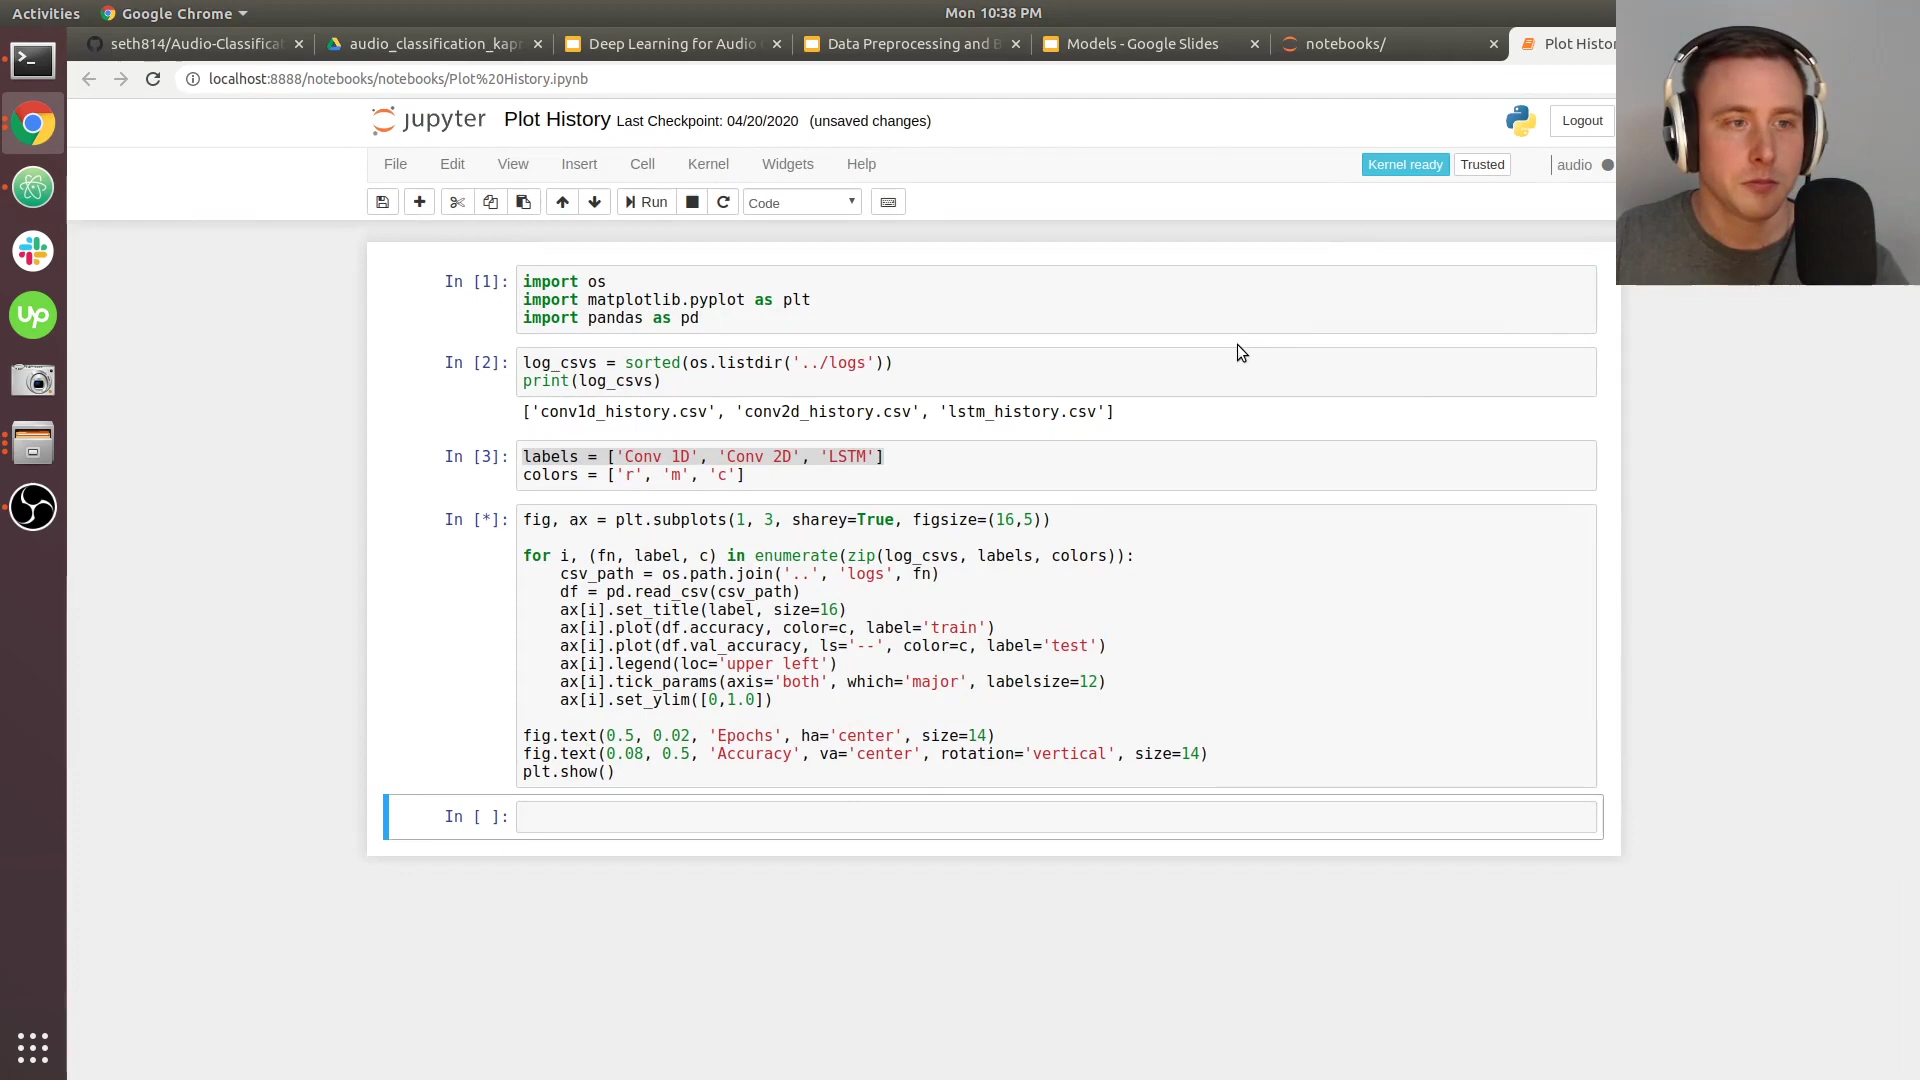 Activities
Google Chrome
Mon 10:38 PM
seth814/Audio-Classificat
audio_classification_kapr
Deep Learning for Audio
Data Preprocessing and
Models - Google Slides
notebooks/
Plot Histor
localhost:8888/notebooks/notebooks/Plot%20History.ipynb
jupyter Plot History Last Checkpoint: 04/20/2020 (unsaved changes)
Logout
File Edit View Insert Cell Kernel Widgets Help
Kernel ready
Trusted
audio
Run
Code
up
In [1]:
import os
import matplotlib.pyplot as plt
import pandas as pd
In [2]:
log_csvs = sorted(os.listdir('../logs'))
print(log_csvs)
['conv1d_history.csv', 'conv2d_history.csv', 'lstm_history.csv']
In [3]:
labels = ['Conv 1D', 'Conv 2D', 'LSTM']
colors = ['r', 'm', 'c']
In [*]:
fig, ax = plt.subplots(1, 3, sharey=True, figsize=(16,5))
for i, (fn, label, c) in enumerate(zip(log_csvs, labels, colors)):
csv_path = os.path.join('..', 'logs', fn)
df = pd.read_csv(csv_path)
ax[i].set_title(label, size=16)
ax[i].plot(df.accuracy, color=c, label='train')
ax[i].plot(df.val_accuracy, ls='--', color=c, label='test')
ax[i].legend(loc='upper left')
ax[i].tick_params(axis='both', which='major', labelsize=12)
ax[i].set_ylim([0,1.0])
fig.text(0.5, 0.02, 'Epochs', ha='center', size=14)
fig.text(0.08, 0.5, 'Accuracy', va='center', rotation='vertical', size=14)
plt.show()
In [ ]: